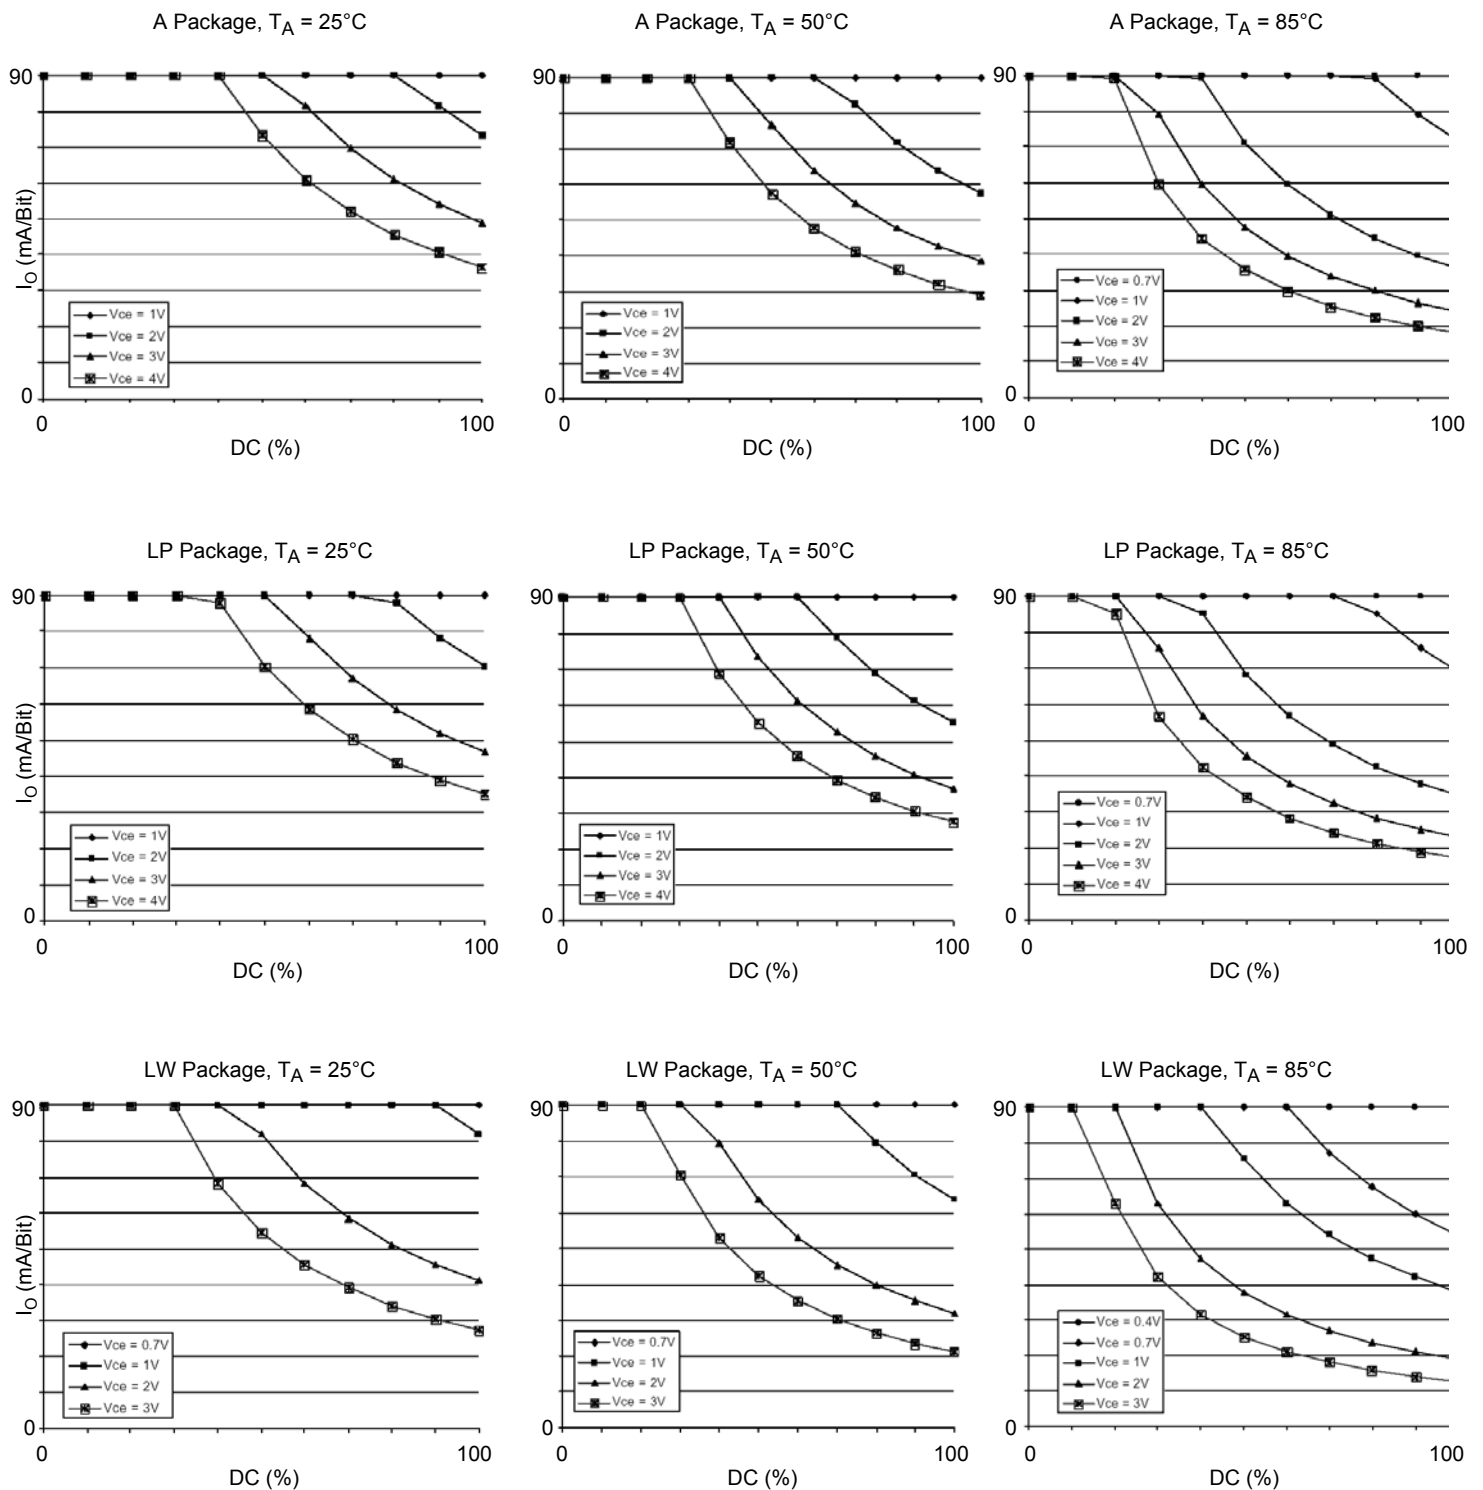 A Package, TA = 25°C
90
IO (mA/Bit)
Vce = 1V
Vce = 2V
Vce = 3V
Vce = 4V
0
0
100
DC (%)
A Package, TA = 50°C
90
Vce = 1V
Vce = 2V
Vce = 3V
Vce = 4V
0
0
100
DC (%)
A Package, TA = 85°C
90
Vce = 0.7V
Vce = 1V
Vce = 2V
Vce = 3V
Vce = 4V
0
0
100
DC (%)
LP Package, TA = 25°C
90
IO (mA/Bit)
Vce = 1V
Vce = 2V
Vce = 3V
Vce = 4V
0
0
100
DC (%)
LP Package, TA = 50°C
90
Vce = 1V
Vce = 2V
Vce = 3V
Vce = 4V
0
0
100
DC (%)
LP Package, TA = 85°C
90
Vce = 0.7V
Vce = 1V
Vce = 2V
Vce = 3V
Vce = 4V
0
0
100
DC (%)
LW Package, TA = 25°C
90
IO (mA/Bit)
Vce = 0.7V
Vce = 1V
Vce = 2V
Vce = 3V
0
0
100
DC (%)
LW Package, TA = 50°C
90
Vce = 0.7V
Vce = 1V
Vce = 2V
Vce = 3V
0
0
100
DC (%)
LW Package, TA = 85°C
90
Vce = 0.4V
Vce = 0.7V
Vce = 1V
Vce = 2V
Vce = 3V
0
0
100
DC (%)